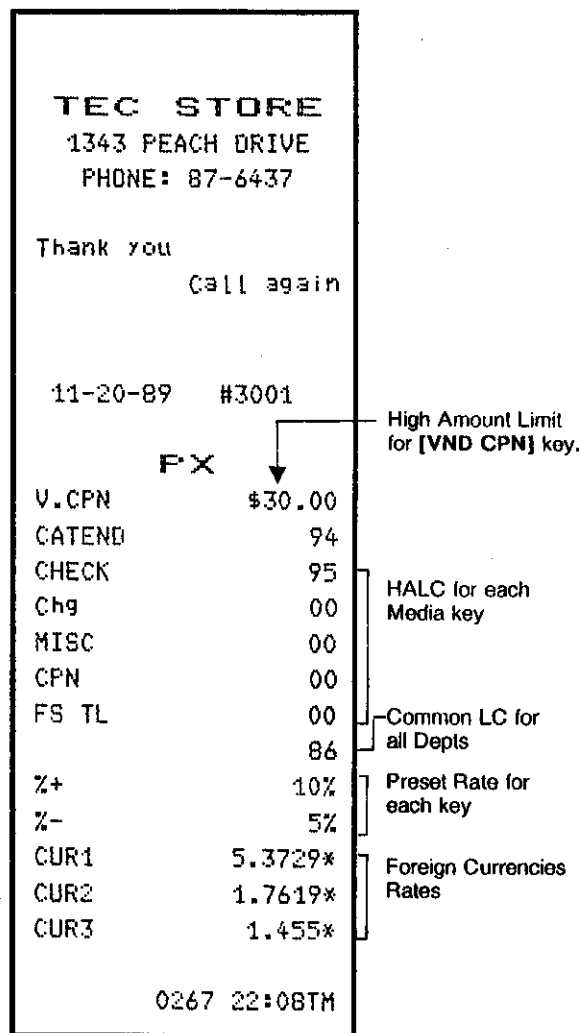 TEC STORE
1343 PEACH DRIVE
PHONE: 87-6437
Thank you
Call again
11-20-89 #3001
High Amount Limit
for [VND CPN] key.
PX
V.CPN $30.00
CATEND 94
CHECK 95
HALC for each
Media key
Chg 00
MISC 00
CPN 00
FS TL 00
Common LC for
all Depts
86
%+ 10%
Preset Rate for
each key
%- 5%
CUR1 5.3729*
Foreign Currencies
Rates
CUR2 1.7619*
CUR3 1.455*
0267 22:08TM